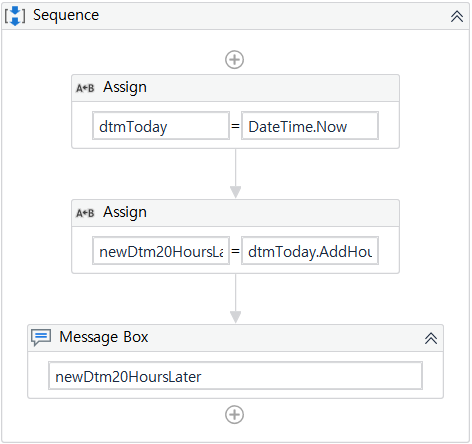 Sequence
A+B Assign
dtmToday = DateTime.Now
A+B Assign
newDtm20HoursLa = dtmToday.AddHou
Message Box
newDtm20HoursLater